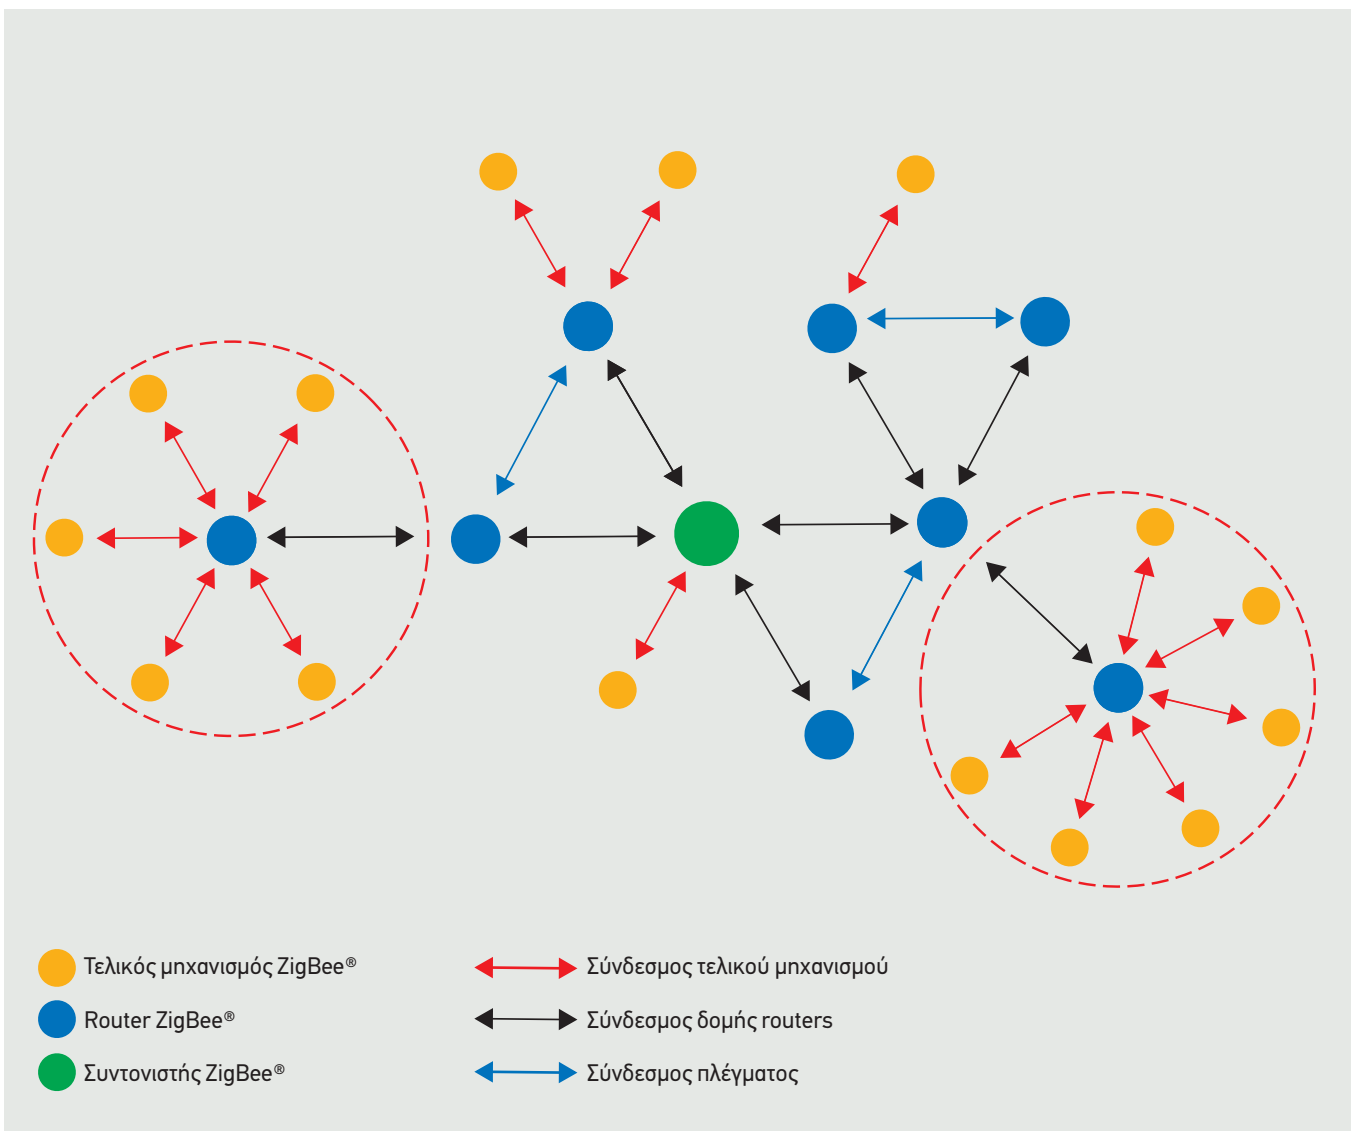 Τελικός μηχανισμός ZigBee®
Σύνδεσμος τελικού μηχανισμού
Router ZigBee®
Σύνδεσμος δομής routers
Συντονιστής ZigBee®
Σύνδεσμος πλέγματος